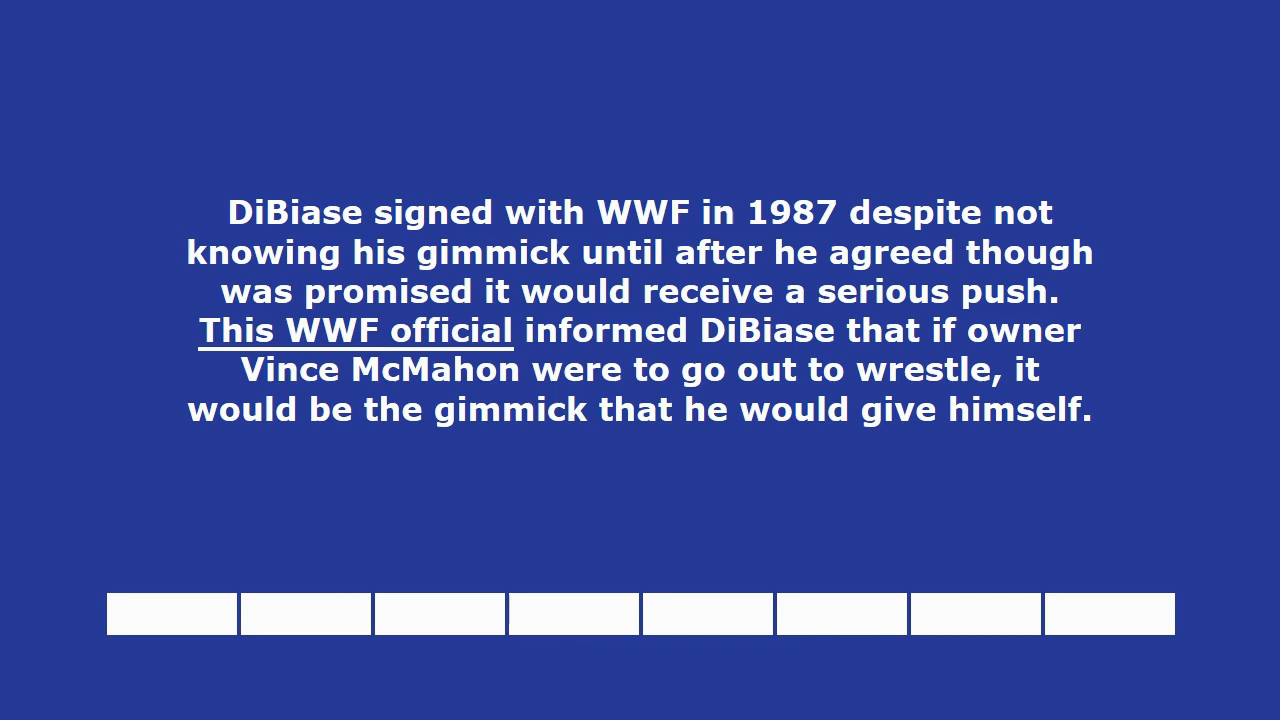 DiBiase signed with WWF in 1987 despite not
knowing his gimmick until after he agreed though
was promised it would receive a serious push.
This WWF official informed DiBiase that if owner
Vince McMahon were to go out to wrestle, it
would be the gimmick that he would give himself.